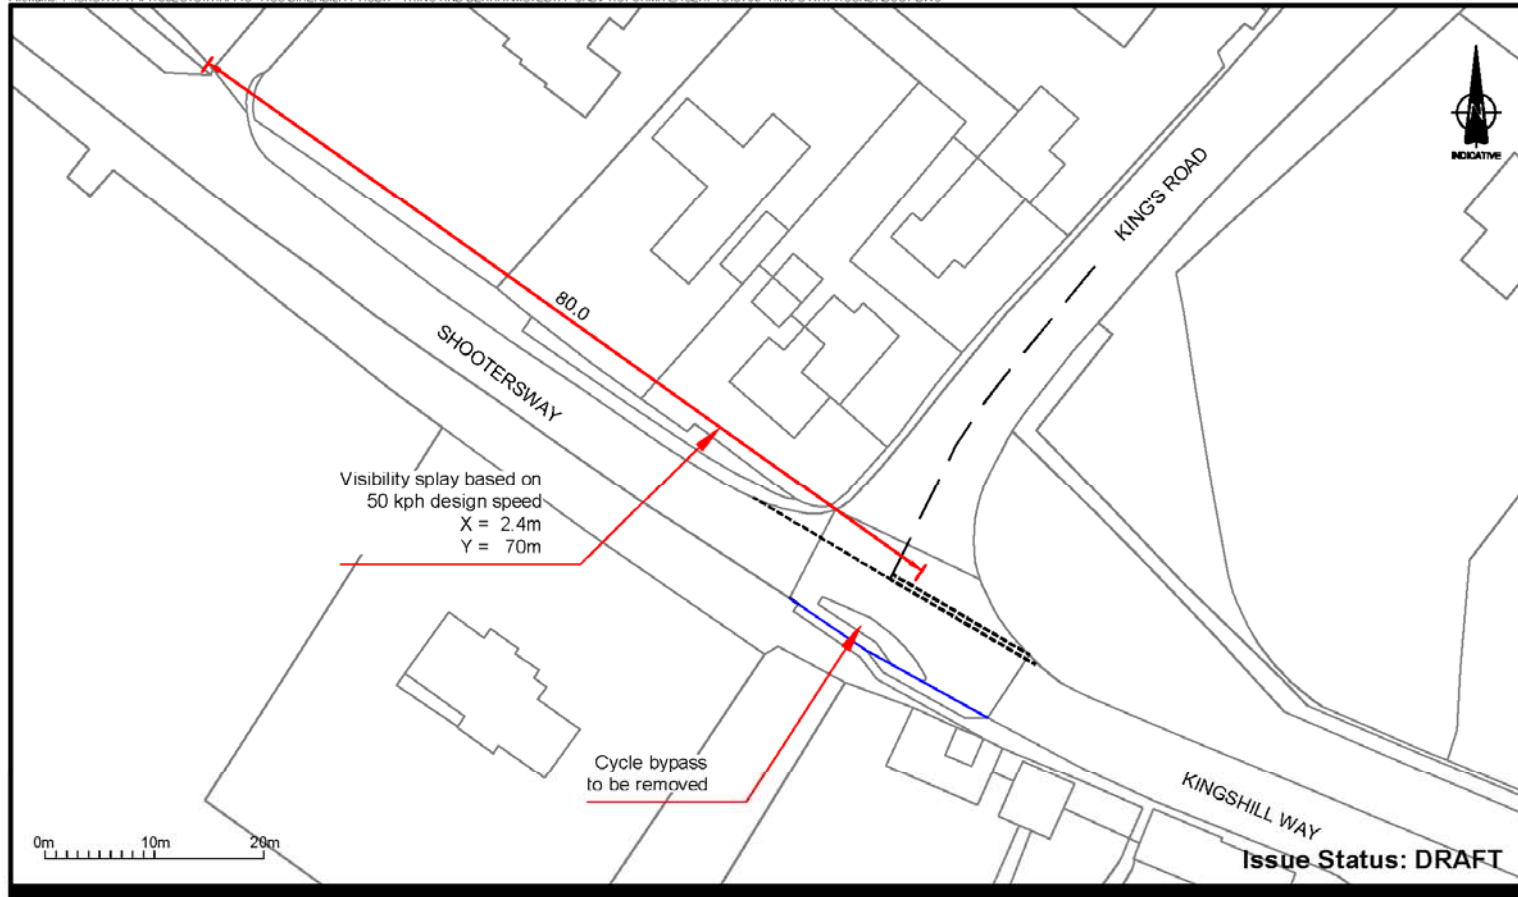 N
INDICATIVE
KING'S ROAD
80.0
SHOOTERSWAY
Visibility splay based on
50 kph design speed
X = 2.4m
Y = 70m
Cycle bypass
to be removed
KINGSHILL WAY
0m 10m 20m
Issue Status: DRAFT